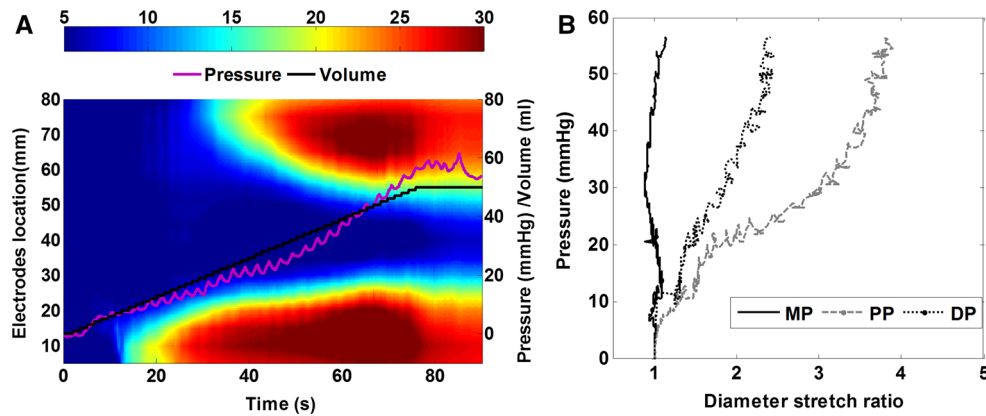 A
5 10 15 20 25 30
Pressure Volume
Electrodes location(mm)
80
70
60
50
40
30
20
10
80
60
40
20
0
Pressure (mmHg) /Volume (ml)
0 20 40 60 80
Time (s)
B
Pressure (mmHg)
60
50
40
30
20
10
0
MP PP DP
1 2 3 4 5
Diameter stretch ratio